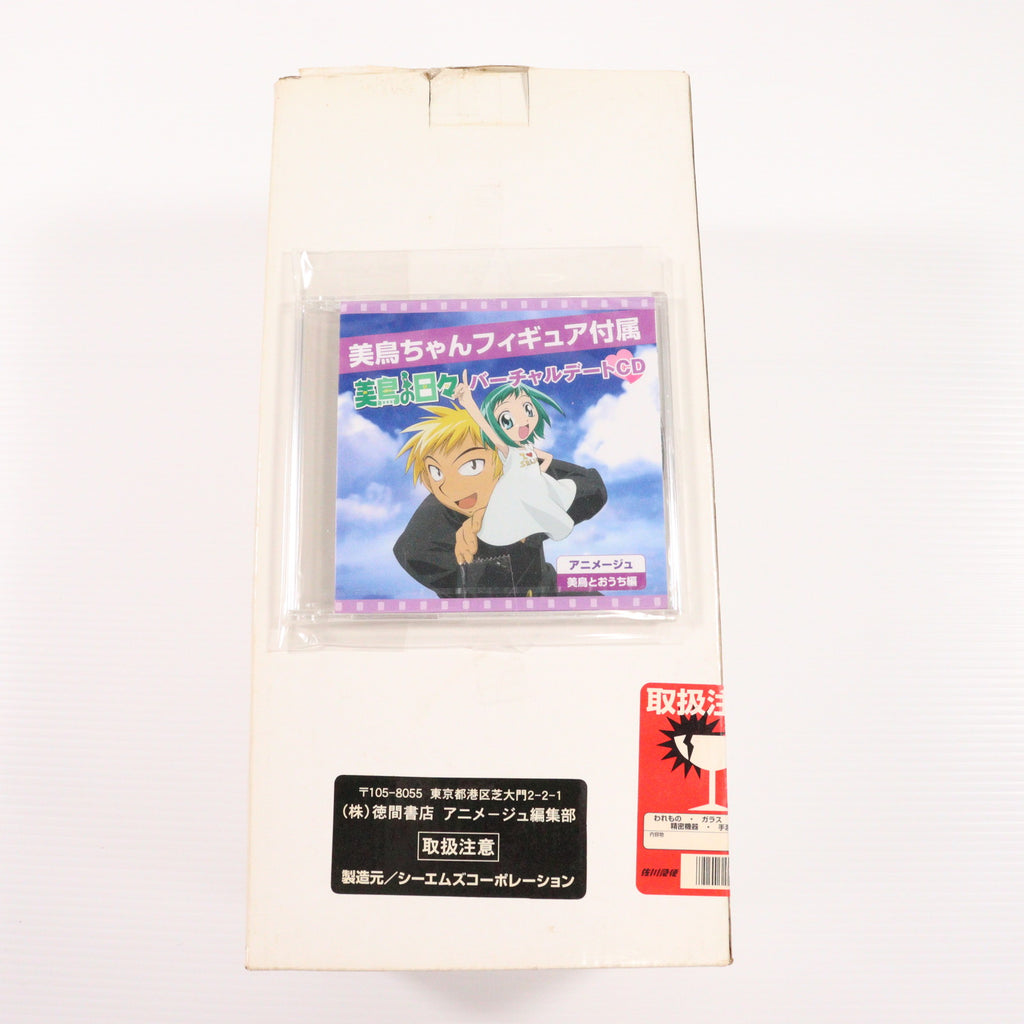 美鳥ちゃんフィギュア付属
美鳥の日々
バーチャルデートCD
アニメージュ
美鳥とおうち編
取扱注
われもの ・ ガラス
精密機器 ・
内容物
佐川急便
〒105-8055 東京都港区芝大門2-2-1
(株)徳間書店 アニメージュ編集部
取扱注意
製造元/シーエムズコーポレーション